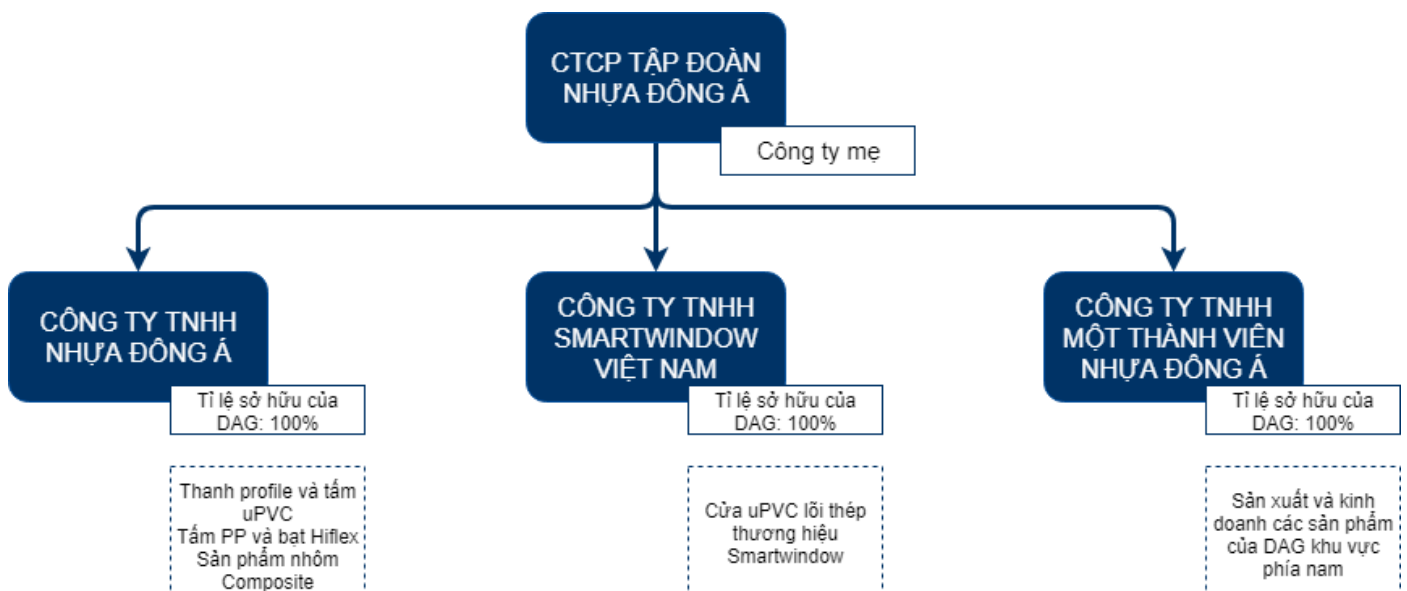 CTCP TẬP ĐOÀN
NHỰA ĐÔNG Á
Công ty mẹ
CÔNG TY TNHH
NHỰA ĐÔNG Á
Tỉ lệ sở hữu của
DAG: 100%
Thanh profile và tấm
uPVC
Tấm PP và bạt Hiflex
Sản phẩm nhôm
Composite
CÔNG TY TNHH
SMARTWINDOW
VIỆT NAM
Tỉ lệ sở hữu của
DAG: 100%
Cửa uPVC lõi thép
thương hiệu
Smartwindow
CÔNG TY TNHH
MỘT THÀNH VIÊN
NHỰA ĐÔNG Á
Tỉ lệ sở hữu của
DAG: 100%
Sản xuất và kinh
doanh các sản phẩm
của DAG khu vực
phía nam